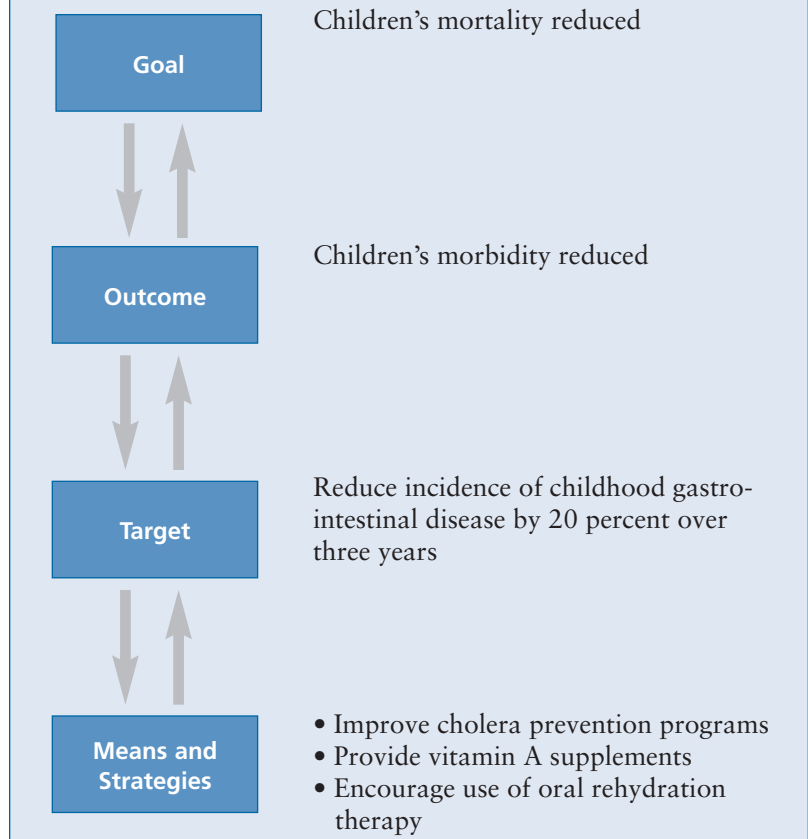 Goal
Children’s mortality reduced
Outcome
Children’s morbidity reduced
Target
Reduce incidence of childhood gastro-
intestinal disease by 20 percent over
three years
Means and
Strategies
• Improve cholera prevention programs
• Provide vitamin A supplements
• Encourage use of oral rehydration
therapy